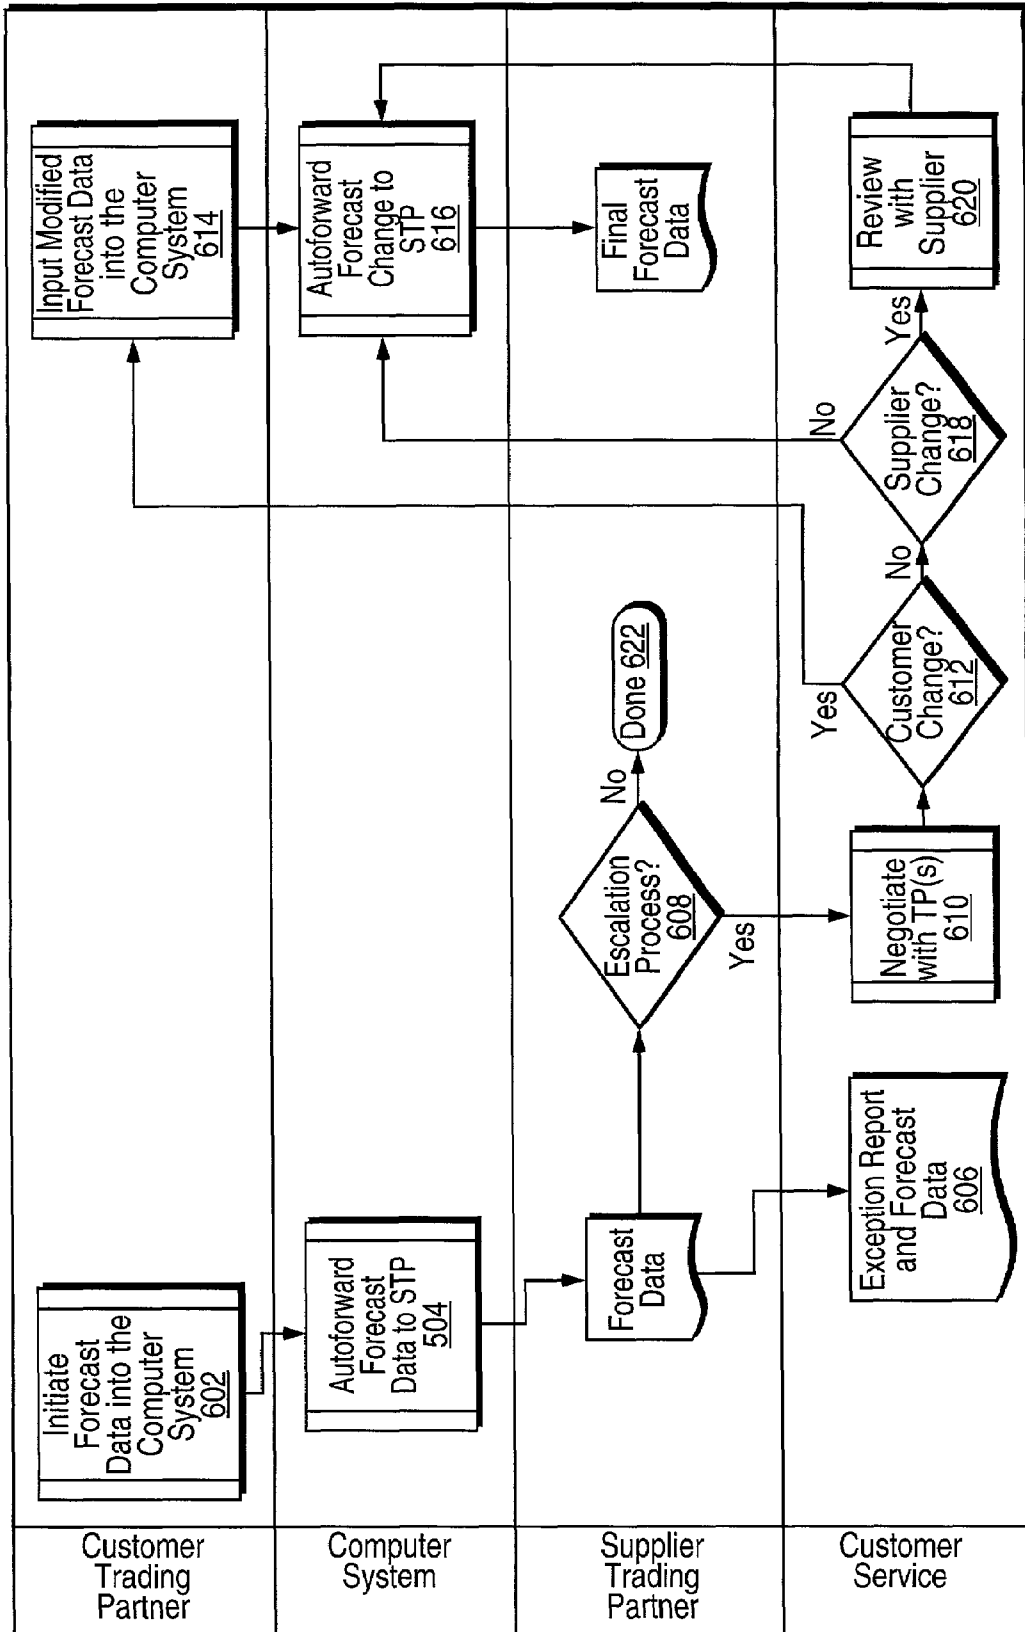 Customer
Trading
Partner
Initiate
Forecast
Data into the
Computer
System
602
Input Modified
Forecast Data
into the
Computer
System
614
Computer
System
Autoforward
Forecast
Data to STP
504
Autoforward
Forecast
Change to
STP
616
Supplier
Trading
Partner
Forecast
Data
Escalation
Process?
608
No
Yes
Done 622
Final
Forecast
Data
Customer
Service
Exception Report
and Forecast
Data
606
Negotiate
with TP(s)
610
Customer
Change?
612
Yes
No
Supplier
Change?
618
No
Yes
Review
with
Supplier
620